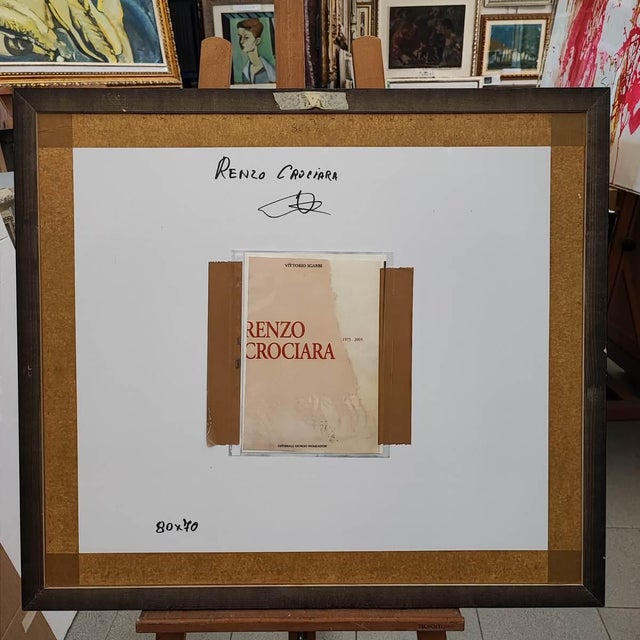 RENZO CROCIARA
VITTORIO SGARBI
RENZO
CROCIARA
1975 2005
EDITORIALE GIORGIO MONDADORI
80x70